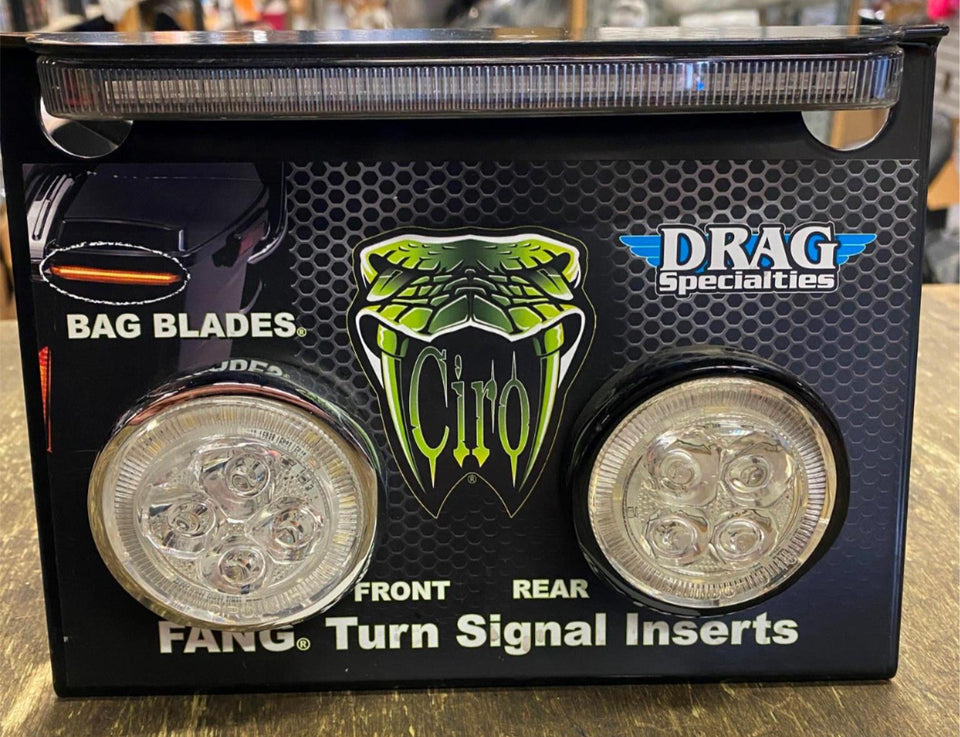 DRAG
Specialties
BAG BLADES®
Ciro
®
FRONT REAR
FANG® Turn Signal Inserts